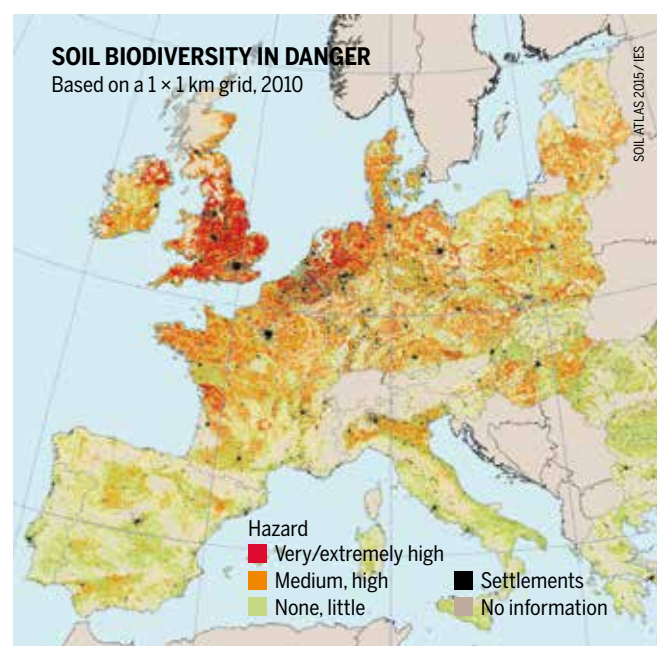 SOIL BIODIVERSITY IN DANGER
Based on a 1 × 1 km grid, 2010
SOIL ATLAS 2015 / IES
Hazard
Very/extremely high
Medium, high
None, little
Settlements
No information